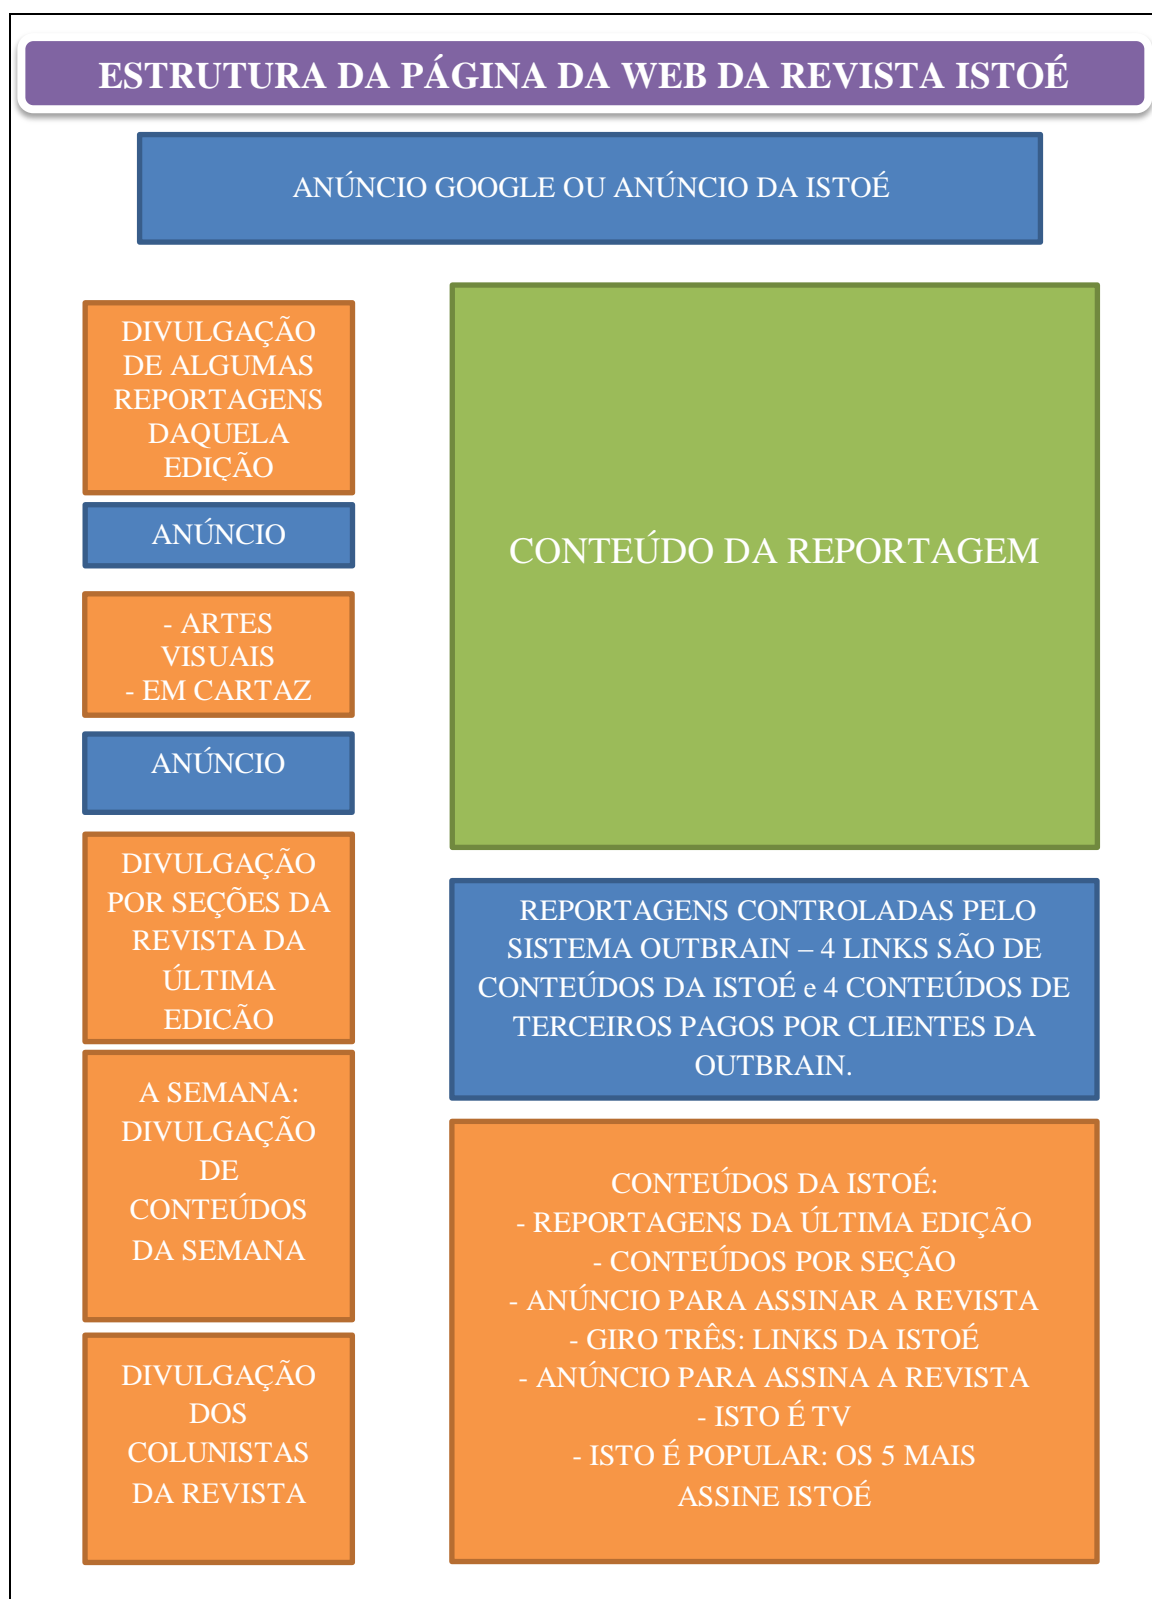 ESTRUTURA DA PÁGINA DA WEB DA REVISTA ISTOÉ
ANÚNCIO GOOGLE OU ANÚNCIO DA ISTOÉ
DIVULGAÇÃO
DE ALGUMAS
REPORTAGENS
DAQUELA
EDIÇÃO
ANÚNCIO
- ARTES
VISUAIS
- EM CARTAZ
ANÚNCIO
DIVULGAÇÃO
POR SEÇÕES DA
REVISTA DA
ÚLTIMA
EDICÃO
A SEMANA:
DIVULGAÇÃO
DE
CONTEÚDOS
DA SEMANA
DIVULGAÇÃO
DOS
COLUNISTAS
DA REVISTA
CONTEÚDO DA REPORTAGEM
REPORTAGENS CONTROLADAS PELO
SISTEMA OUTBRAIN – 4 LINKS SÃO DE
CONTEÚDOS DA ISTOÉ e 4 CONTEÚDOS DE
TERCEIROS PAGOS POR CLIENTES DA
OUTBRAIN.
CONTEÚDOS DA ISTOÉ:
- REPORTAGENS DA ÚLTIMA EDIÇÃO
- CONTEÚDOS POR SEÇÃO
- ANÚNCIO PARA ASSINAR A REVISTA
- GIRO TRÊS: LINKS DA ISTOÉ
- ANÚNCIO PARA ASSINA A REVISTA
- ISTO É TV
- ISTO É POPULAR: OS 5 MAIS
ASSINE ISTOÉ